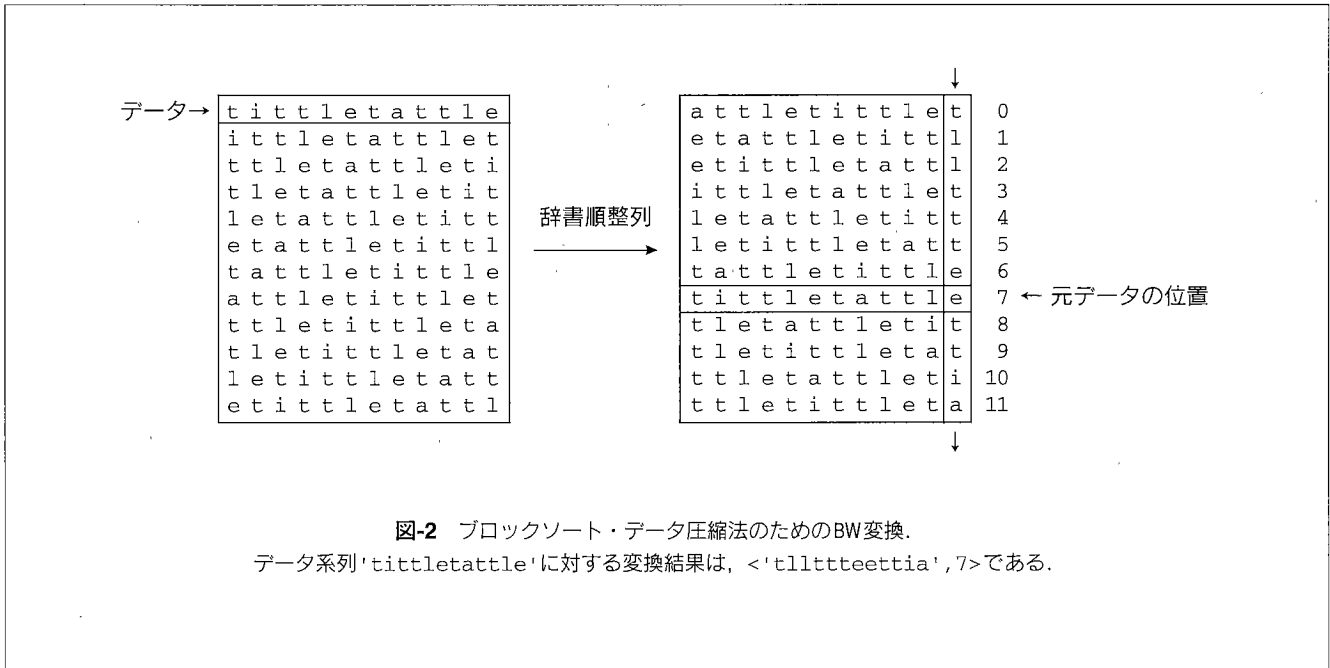 ↓
データ→ t i t t l e t a t t l e
i t t l e t a t t l e t
t t l e t a t t l e t i
t l e t a t t l e t i t
l e t a t t l e t i t t
e t a t t l e t i t t l
t a t t l e t i t t l e
a t t l e t i t t l e t
t t l e t i t t l e t a
t l e t i t t l e t a t
l e t i t t l e t a t t
e t i t t l e t a t t l
辞書順整列
a t t l e t i t t l e t 0
e t a t t l e t i t t l 1
e t i t t l e t a t t l 2
i t t l e t a t t l e t 3
l e t a t t l e t i t t 4
l e t i t t l e t a t t 5
t a t t l e t i t t l e 6
t i t t l e t a t t l e 7 ← 元データの位置
t l e t a t t l e t i t 8
t l e t i t t l e t a t 9
t t l e t a t t l e t i 10
t t l e t i t t l e t a 11
↓
図-2 ブロックソート・データ圧縮法のためのBW変換.
データ系列'tittletattle'に対する変換結果は，<'tllttteettia',7>である．